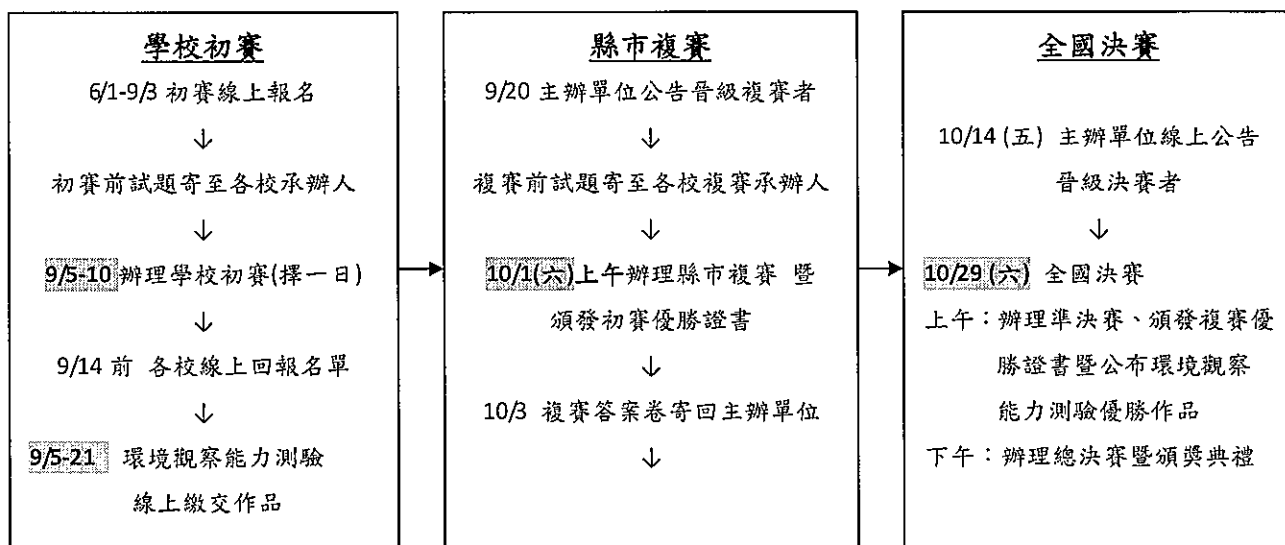 學校初賽
6/1-9/3 初賽線上報名
↓
初賽前試題寄至各校承辦人
↓
9/5-10 辦理學校初賽(擇一日)
↓
9/14 前 各校線上回報名單
↓
9/5-21 環境觀察能力測驗
線上繳交作品
縣市複賽
9/20 主辦單位公告晉級複賽者
↓
複賽前試題寄至各校複賽承辦人
↓
10/1(六)上午辦理縣市複賽 暨
頒發初賽優勝證書
↓
10/3 複賽答案卷寄回主辦單位
↓
全國決賽
10/14 (五) 主辦單位線上公告
晉級決賽者
↓
10/29 (六) 全國決賽
上午：辦理準決賽、頒發複賽優
勝證書暨公布環境觀察
能力測驗優勝作品
下午：辦理總決賽暨頒獎典禮